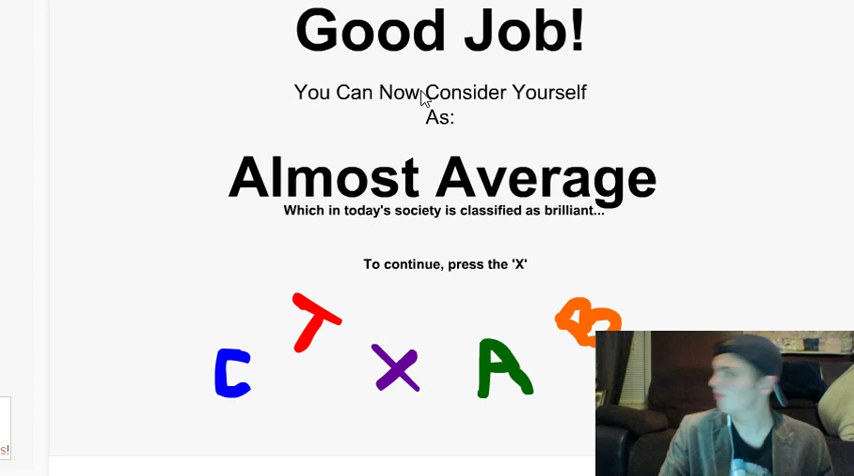 Good Job!
You Can Now Consider Yourself
As:
Almost Average
Which in today's society is classified as brilliant...
To continue, press the 'X'
C T X A B
s!